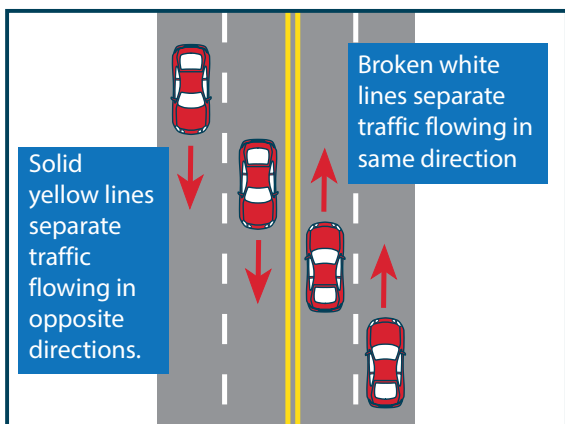 Broken white
lines separate
traffic flowing in
same direction
Solid
yellow lines
separate
traffic
flowing in
opposite
directions.